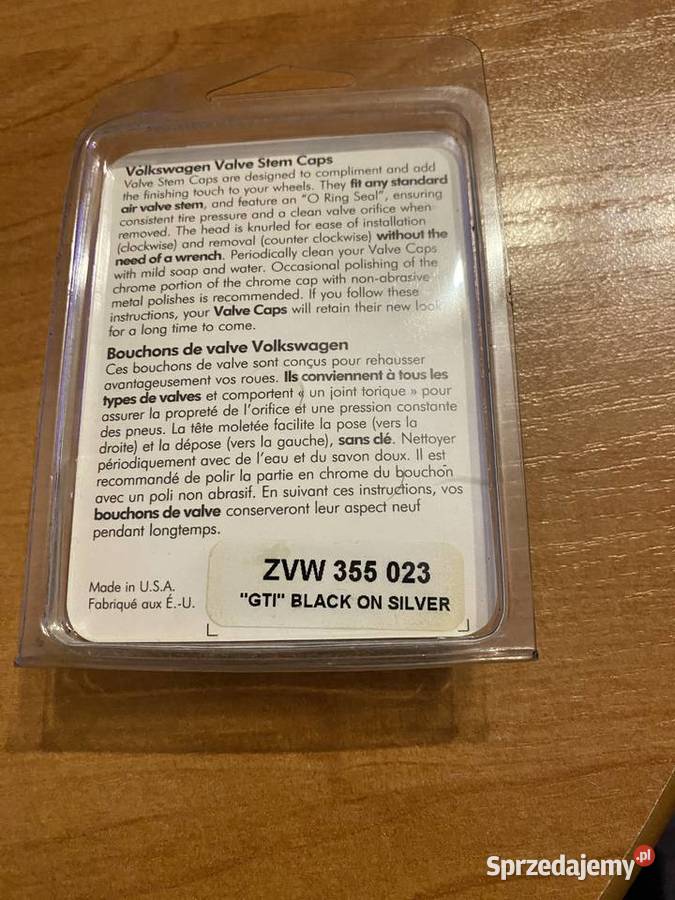 Volkswagen Valve Stem Caps
Valve Stem Caps are designed to compliment and add
the finishing touch to your wheels. They fit any standard
air valve stem, and feature an "O Ring Seal", ensuring
consistent tire pressure and a clean valve orifice when
removed. The head is knurled for ease of installation
(clockwise) and removal (counter clockwise) without the
need of a wrench. Periodically clean your Valve Caps
with mild soap and water. Occasional polishing of the
chrome portion of the chrome cap with non-abrasive
metal polishes is recommended. If you follow these
instructions, your Valve Caps will retain their new look
for a long time to come.
Bouchons de valve Volkswagen
Ces bouchons de valve sont conçus pour rehausser
avantageusement vos roues. Ils conviennent à tous les
types de valves et comportent « un joint torique » pour
assurer la propreté de l'orifice et une pression constante
des pneus. La tête moletée facilite la pose (vers la
droite) et la dépose (vers la gauche), sans clé. Nettoyer
périodiquement avec de l'eau et du savon doux. Il est
recommandé de polir la partie en chrome du bouchon
avec un poli non abrasif. En suivant ces instructions, vos
bouchons de valve conserveront leur aspect neuf
pendant longtemps.
Made in U.S.A.
Fabriqué aux É.-U.
ZVW 355 023
"GTI" BLACK ON SILVER
Sprzedajemy.pl